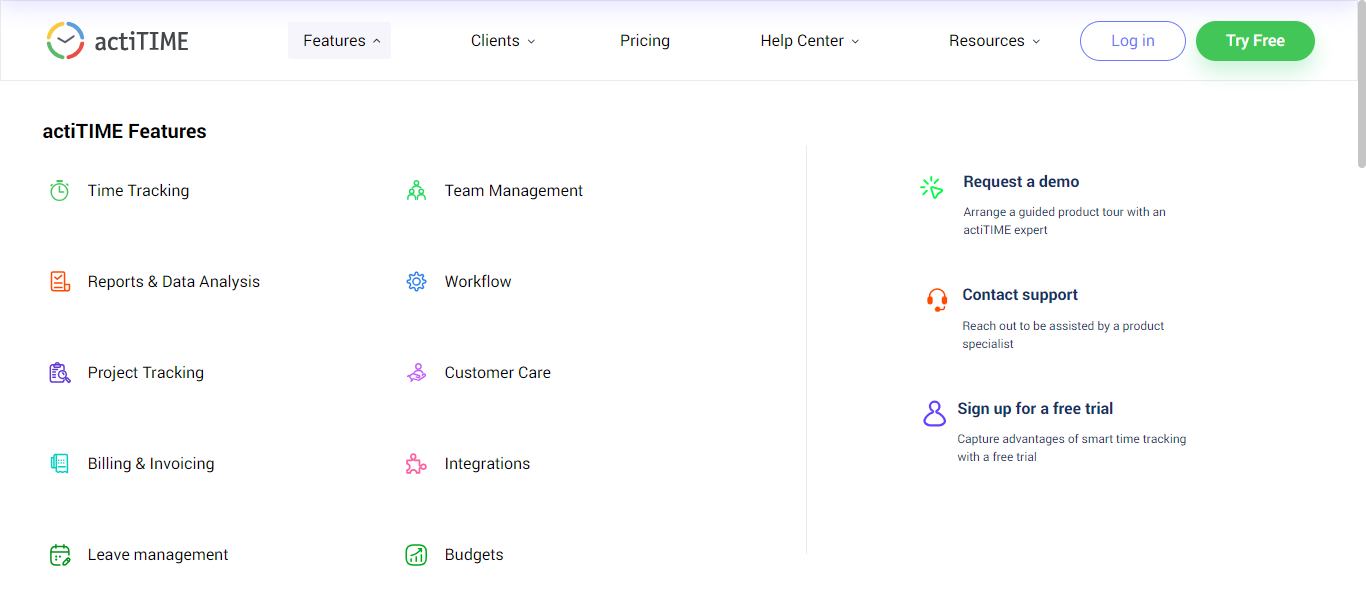 actiTIME
Features
Clients
Pricing
Help Center
Resources
Log in
Try Free
actiTIME Features
Time Tracking
Team Management
Reports & Data Analysis
Workflow
Project Tracking
Customer Care
Billing & Invoicing
Integrations
Leave management
Budgets
Request a demo
Arrange a guided product tour with an
actiTIME expert
Contact support
Reach out to be assisted by a product
specialist
Sign up for a free trial
Capture advantages of smart time tracking
with a free trial